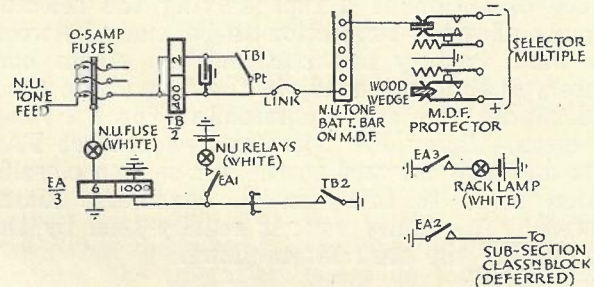 0·5AMP
FUSES
N.U.
TONE
FEED
2
400
TB
2
TB1
Pt
LINK
N.U.TONE
BATT. BAR
ON M.D.F.
WOOD
WEDGE
M.D.F.
PROTECTOR
−
+
SELECTOR
MULTIPLE
N.U.FUSE
(WHITE)
NU RELAYS
(WHITE)
EA
3
6
1000
EA1
TB2
EA3
RACK LAMP
(WHITE)
EA2
TO
SUB-SECTION
CLASSN BLOCK
(DEFERRED)